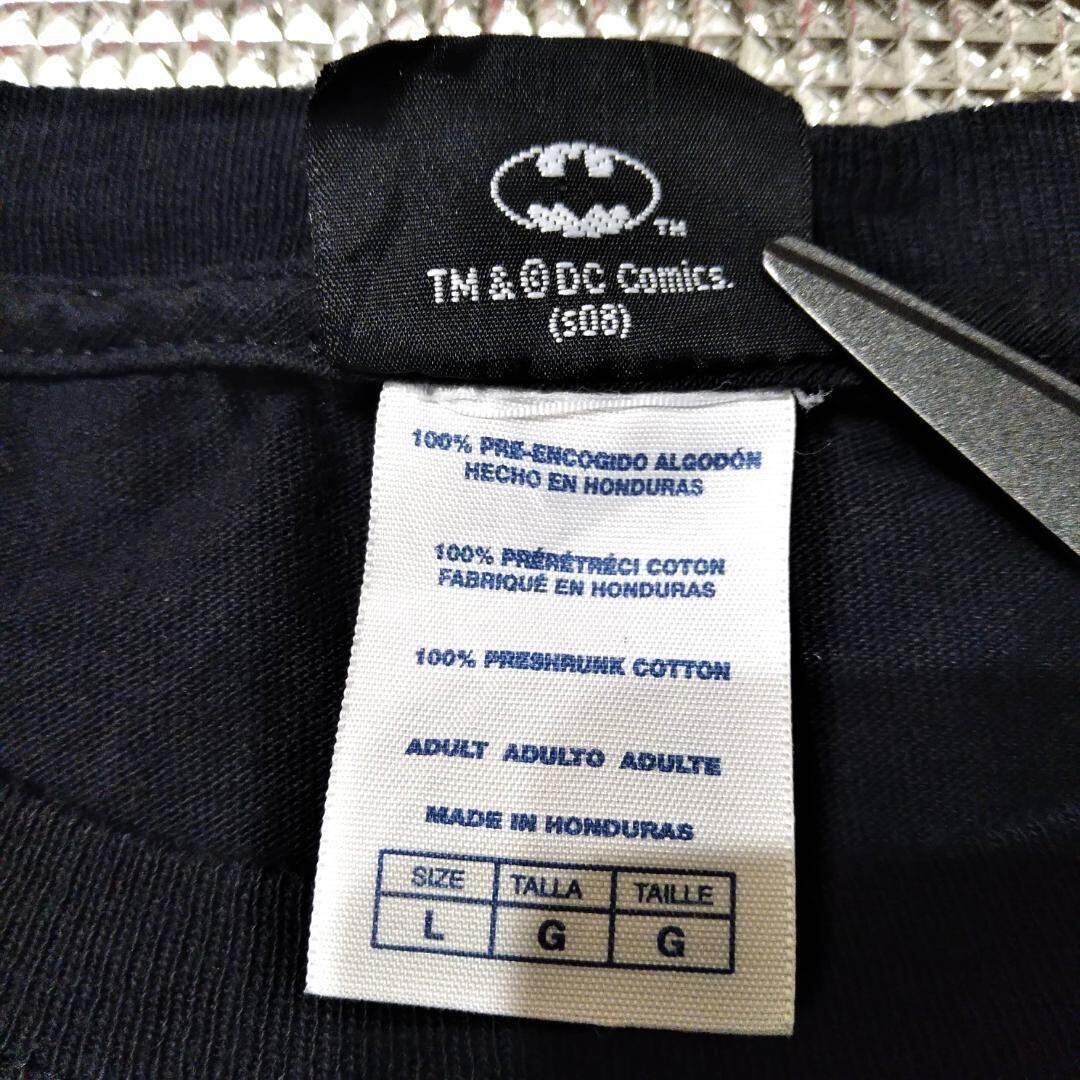 TM
TM & © DC Comics.
(s08)
100% PRE-ENCOGIDO ALGODÓN
HECHO EN HONDURAS
100% PRÉRÉTRÉCI COTON
FABRIQUÉ EN HONDURAS
100% PRESHRUNK COTTON
ADULT ADULTO ADULTE
MADE IN HONDURAS
SIZE TALLA TAILLE
L G G